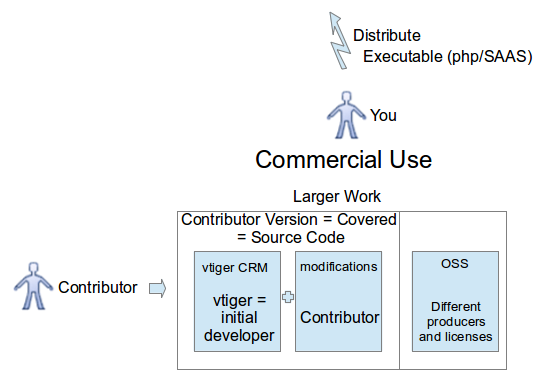 Distribute
Executable (php/SAAS)
You
Commercial Use
Larger Work
Contributor Version = Covered
= Source Code
Contributor
vtiger CRM
vtiger =
initial
developer
modifications
Contributor
OSS
Different
producers
and licenses